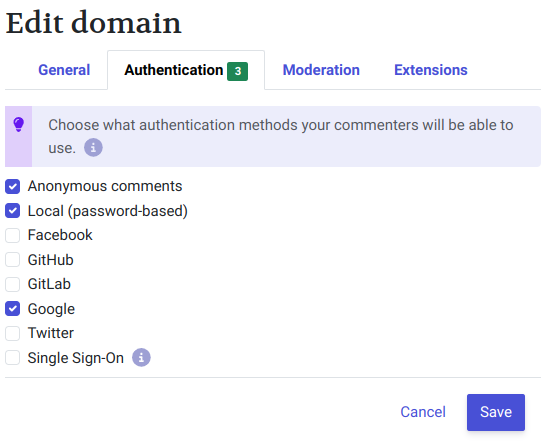 Edit domain
General Authentication 3 Moderation Extensions
Choose what authentication methods your commenters will be able to
use. i
Anonymous comments
Local (password-based)
Facebook
GitHub
GitLab
Google
Twitter
Single Sign-On i
Cancel Save